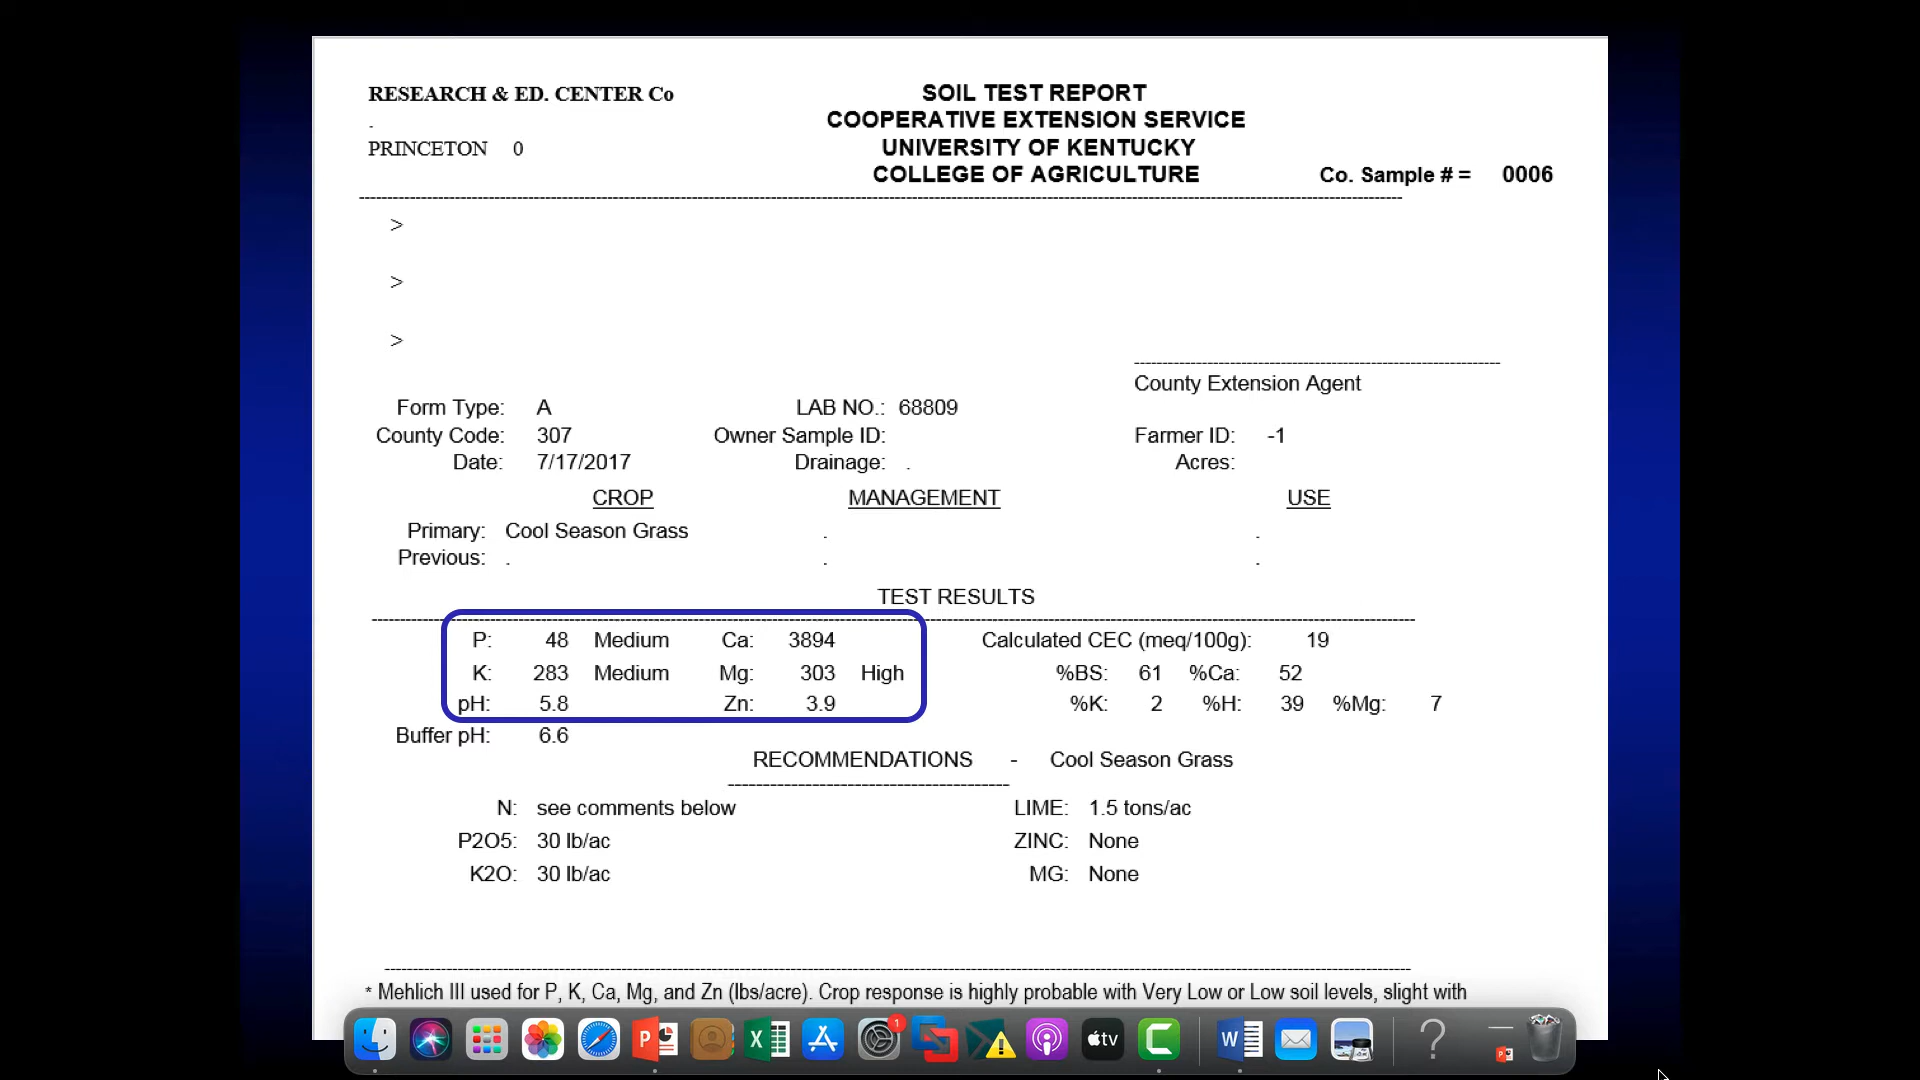 RESEARCH & ED. CENTER Co
.
PRINCETON 0
SOIL TEST REPORT
COOPERATIVE EXTENSION SERVICE
UNIVERSITY OF KENTUCKY
COLLEGE OF AGRICULTURE
Co. Sample # = 0006
>
>
>
County Extension Agent
Form Type: A LAB NO.: 68809
County Code: 307 Owner Sample ID: Farmer ID: -1
Date: 7/17/2017 Drainage: . Acres:
CROP MANAGEMENT USE
Primary: Cool Season Grass . .
Previous: . . .
TEST RESULTS
P: 48 Medium Ca: 3894 Calculated CEC (meq/100g): 19
K: 283 Medium Mg: 303 High %BS: 61 %Ca: 52
pH: 5.8 Zn: 3.9 %K: 2 %H: 39 %Mg: 7
Buffer pH: 6.6
RECOMMENDATIONS - Cool Season Grass
N: see comments below LIME: 1.5 tons/ac
P2O5: 30 lb/ac ZINC: None
K2O: 30 lb/ac MG: None
* Mehlich III used for P, K, Ca, Mg, and Zn (lbs/acre). Crop response is highly probable with Very Low or Low soil levels, slight with
1
tv